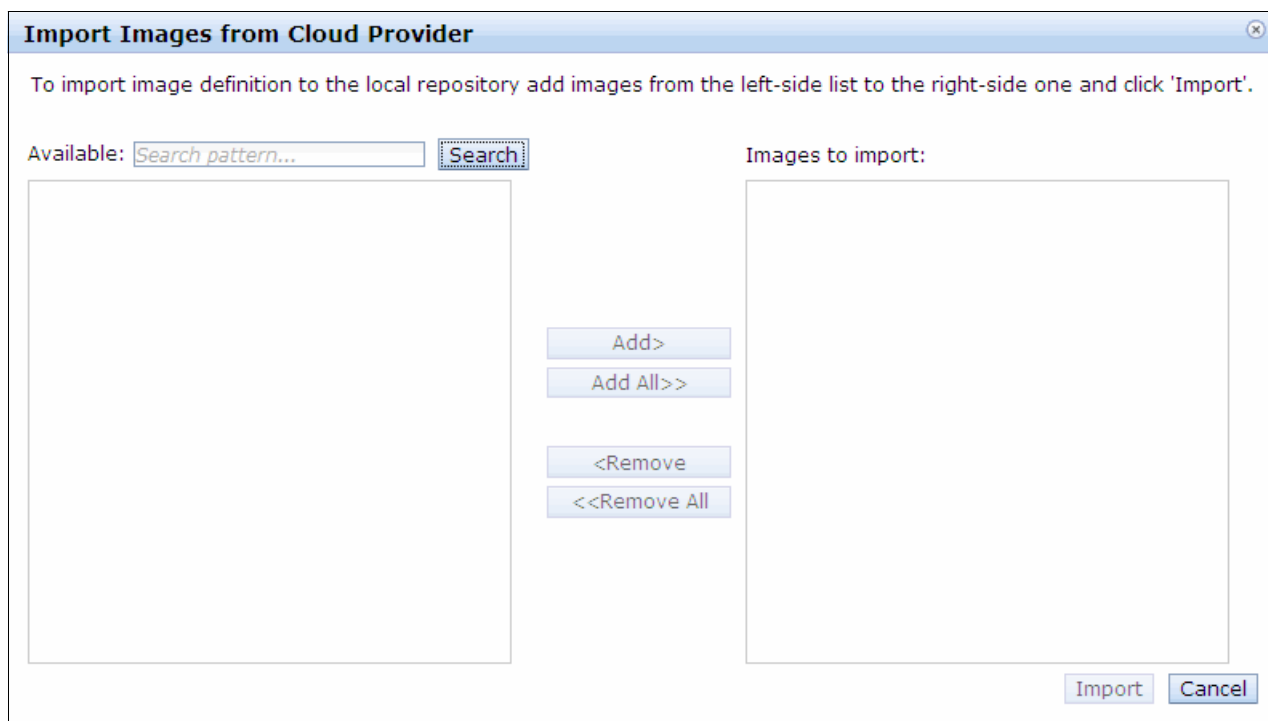 Import Images from Cloud Provider
To import image definition to the local repository add images from the left-side list to the right-side one and click 'Import'.
Available: Search pattern... Search
Images to import:
Add>
Add All>>
<Remove
<<Remove All
Import Cancel